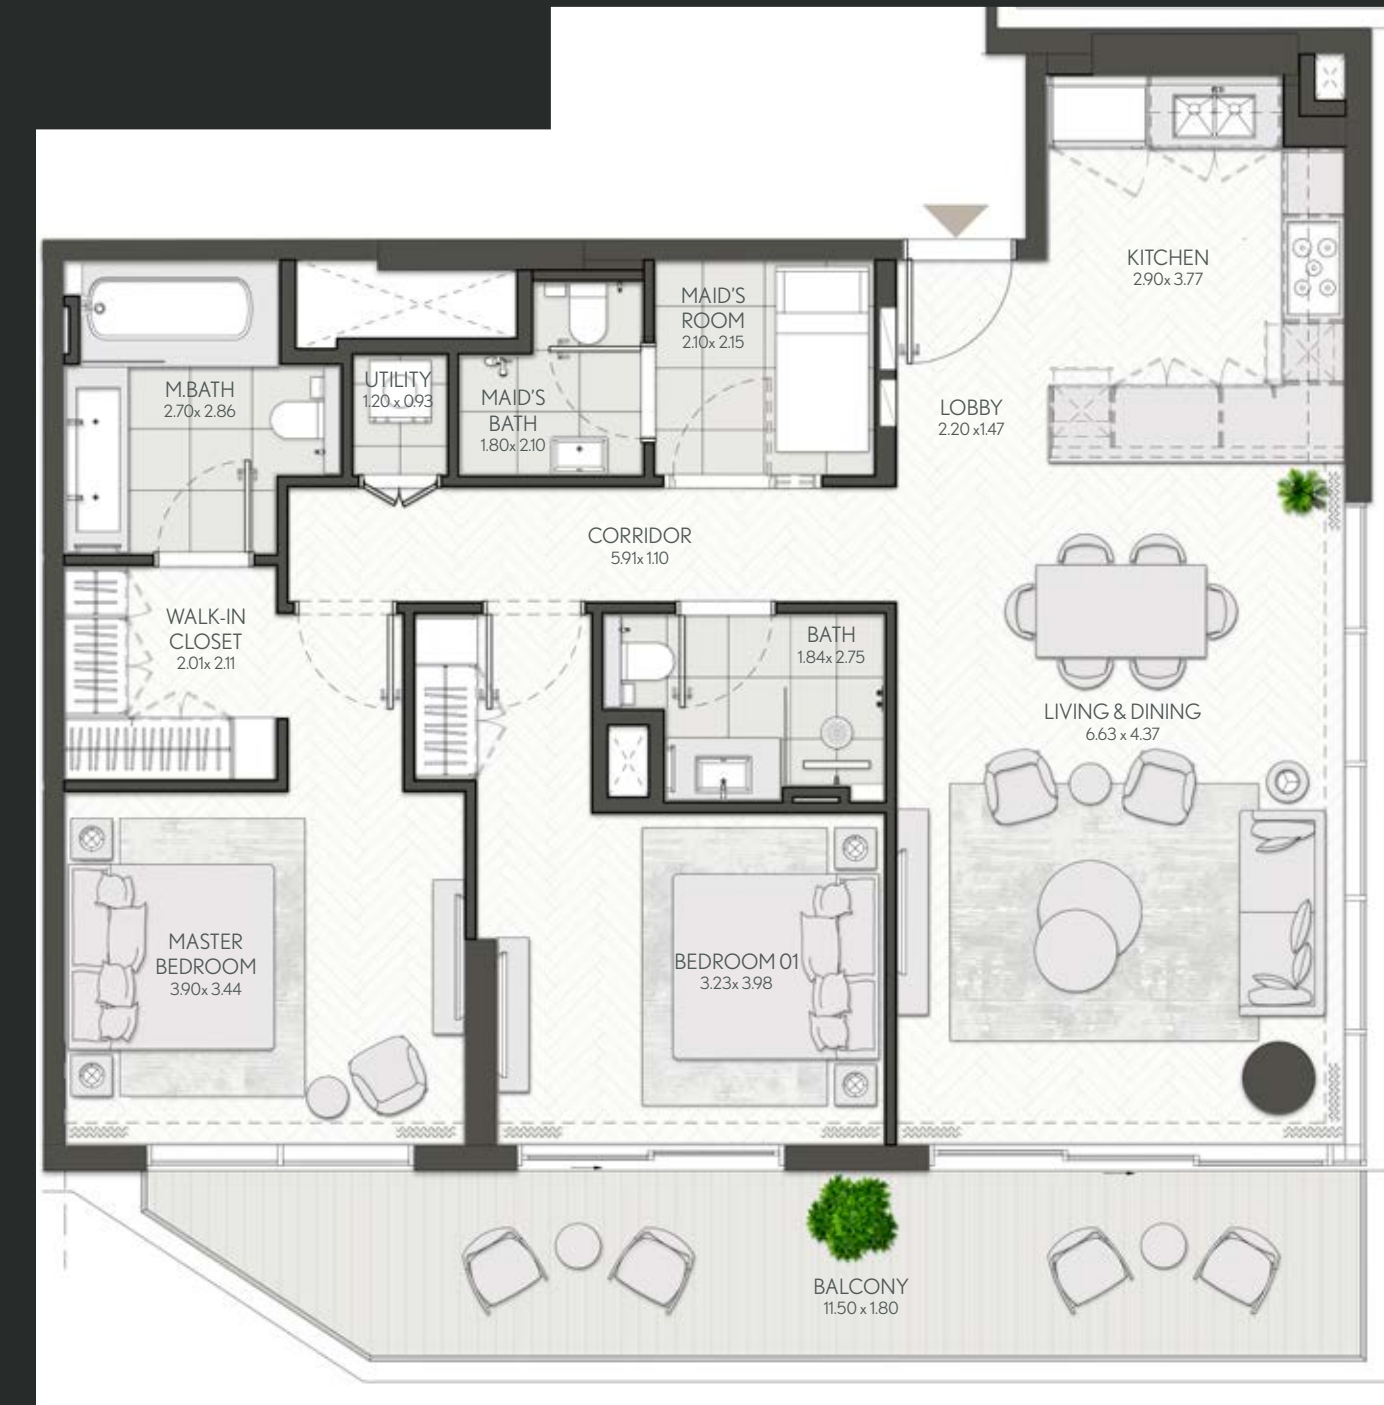 KITCHEN
2.90x 3.77
MAID'S
ROOM
2.10x 2.15
M.BATH
2.70x 2.86
UTILITY
1.20 x 0.93
MAID'S
BATH
1.80x 2.10
LOBBY
2.20 x1.47
CORRIDOR
5.91x 1.10
WALK-IN
CLOSET
2.01x 2.11
BATH
1.84x 2.75
LIVING & DINING
6.63 x 4.37
MASTER
BEDROOM
3.90x 3.44
BEDROOM 01
3.23x 3.98
BALCONY
11.50 x 1.80